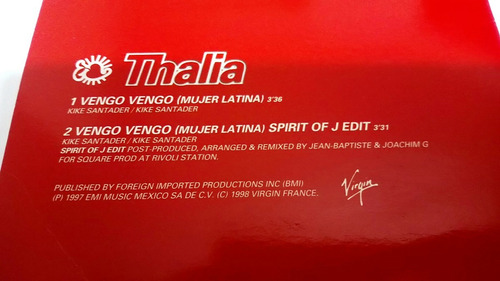 Thalia
1 VENGO VENGO (MUJER LATINA) 3'36
KIKE SANTADER / KIKE SANTADER
2 VENGO VENGO (MUJER LATINA) SPIRIT OF J EDIT 3'31
KIKE SANTADER / KIKE SANTADER
SPIRIT OF J EDIT POST-PRODUCED, ARRANGED & REMIXED BY JEAN-BAPTISTE & JOACHIM G
FOR SQUARE PROD AT RIVOLI STATION.
PUBLISHED BY FOREIGN IMPORTED PRODUCTIONS INC (BMI)
(P) 1997 EMI MUSIC MEXICO SA DE C.V. (C) 1998 VIRGIN FRANCE.
Virgin